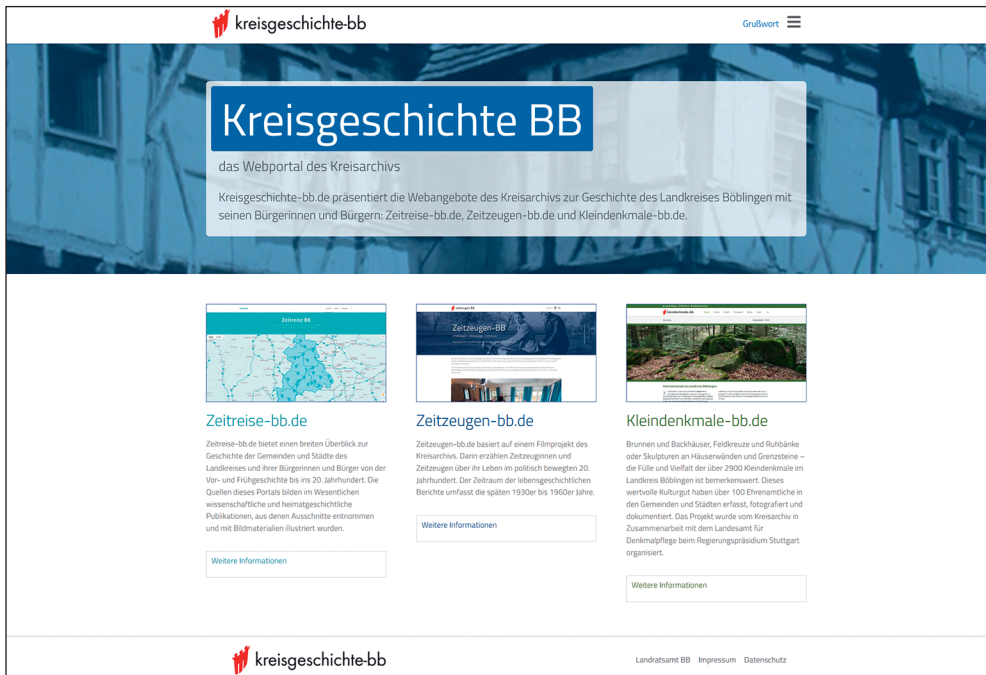 kreisgeschichte-bb
Grußwort
Kreisgeschichte BB
das Webportal des Kreisarchivs
Kreisgeschichte-bb.de präsentiert die Webangebote des Kreisarchivs zur Geschichte des Landkreises Böblingen mit
seinen Bürgerinnen und Bürgern: Zeitreise-bb.de, Zeitzeugen-bb.de und Kleindenkmale-bb.de.
Zeitreise BB
Zeitreise-bb.de
Zeitreise-bb.de bietet einen breiten Überblick zur
Geschichte der Gemeinden und Städte des
Landkreises und ihrer Bürgerinnen und Bürger von der
Vor- und Frühgeschichte bis ins 20. Jahrhundert. Die
Quellen dieses Portals bilden im Wesentlichen
wissenschaftliche und heimatgeschichtliche
Publikationen, aus denen Ausschnitte entnommen
und mit Bildmaterialien illustriert wurden.
Weitere Informationen
zeitzeugen-BB
Zeitzeugen-BB
Zeitzeugen-bb.de
Zeitzeugen-bb.de basiert auf einem Filmprojekt des
Kreisarchivs. Darin erzählen Zeitzeuginnen und
Zeitzeugen über ihr Leben im politisch bewegten 20.
Jahrhundert. Der Zeitraum der lebensgeschichtlichen
Berichte umfasst die späten 1930er bis 1960er Jahre.
Weitere Informationen
kleindenkmale-bb
Kleindenkmale im Landkreis Böblingen
Kleindenkmale-bb.de
Brunnen und Backhäuser, Feldkreuze und Ruhbänke
oder Skulpturen an Häuserwänden und Grenzsteine –
die Fülle und Vielfalt der über 2900 Kleindenkmale im
Landkreis Böblingen ist bemerkenswert. Dieses
wertvolle Kulturgut haben über 100 Ehrenamtliche in
den Gemeinden und Städten erfasst, fotografiert und
dokumentiert. Das Projekt wurde vom Kreisarchiv in
Zusammenarbeit mit dem Landesamt für
Denkmalpflege beim Regierungspräsidium Stuttgart
organisiert.
Weitere Informationen
kreisgeschichte-bb
Landratsamt BB Impressum Datenschutz